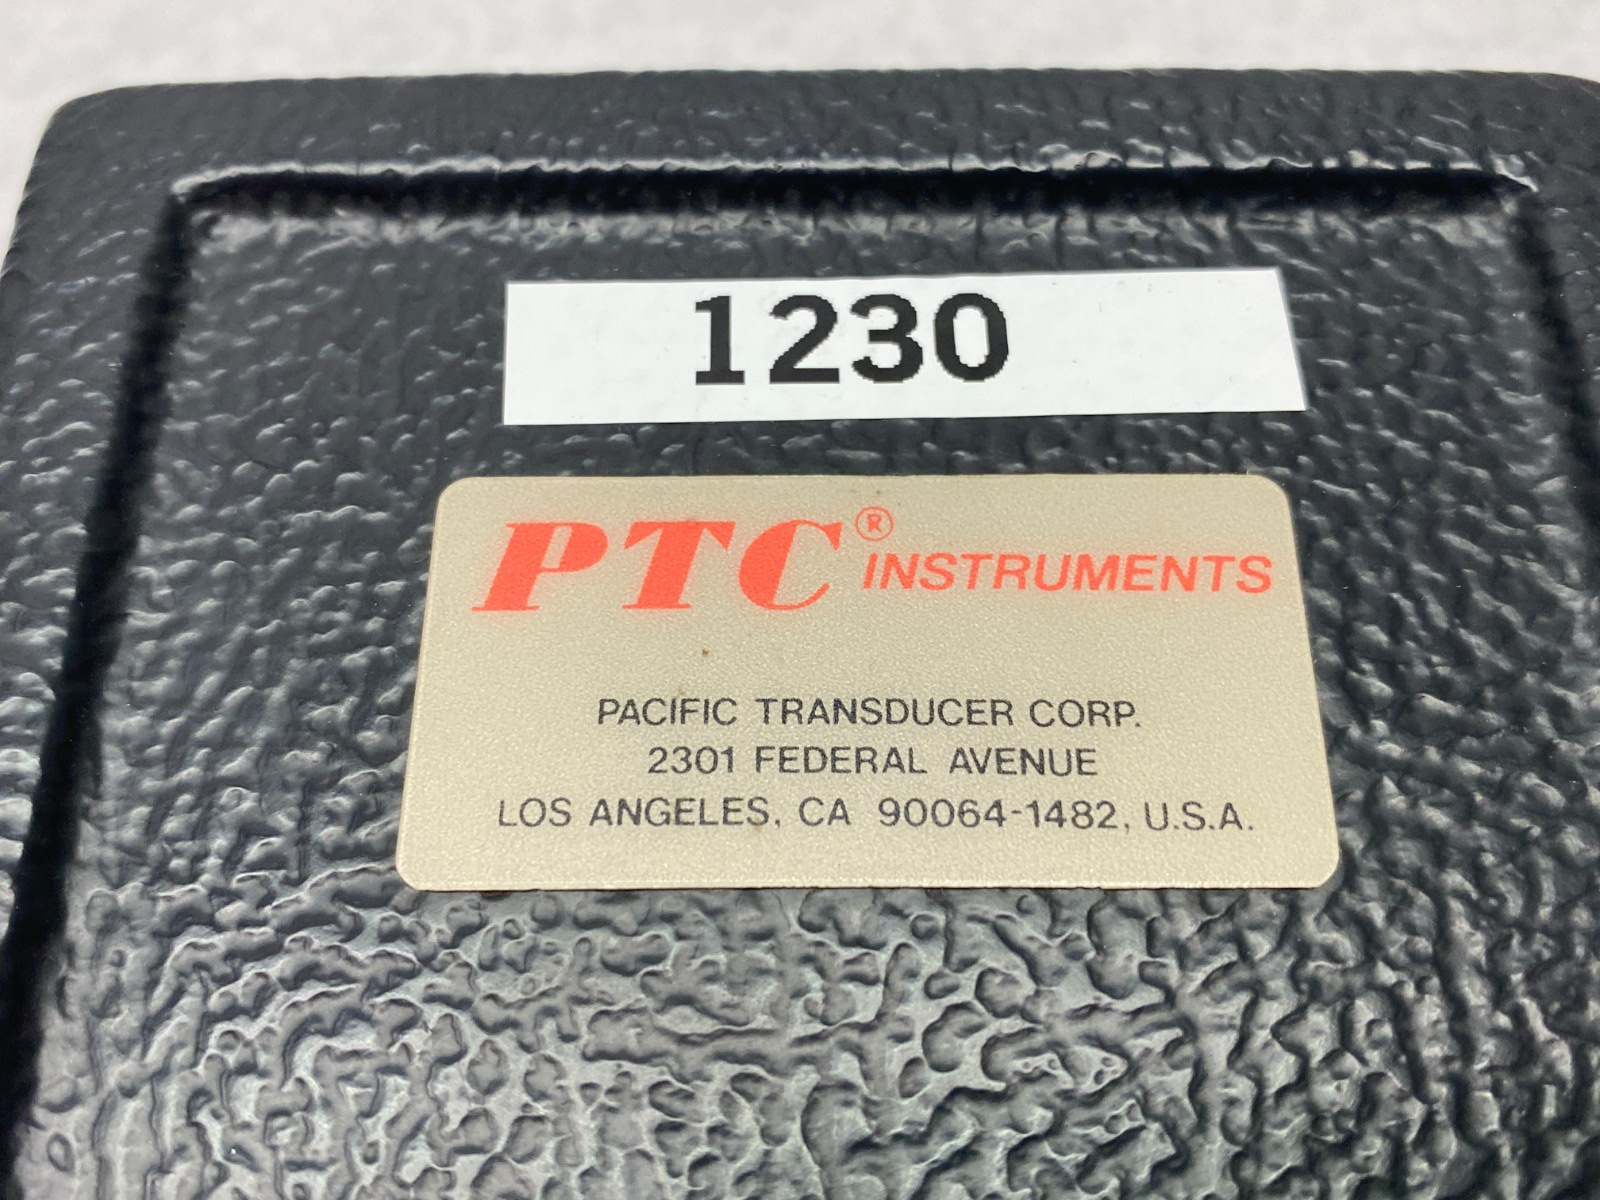 1230
PTC® INSTRUMENTS
PACIFIC TRANSDUCER CORP.
2301 FEDERAL AVENUE
LOS ANGELES, CA 90064-1482, U.S.A.